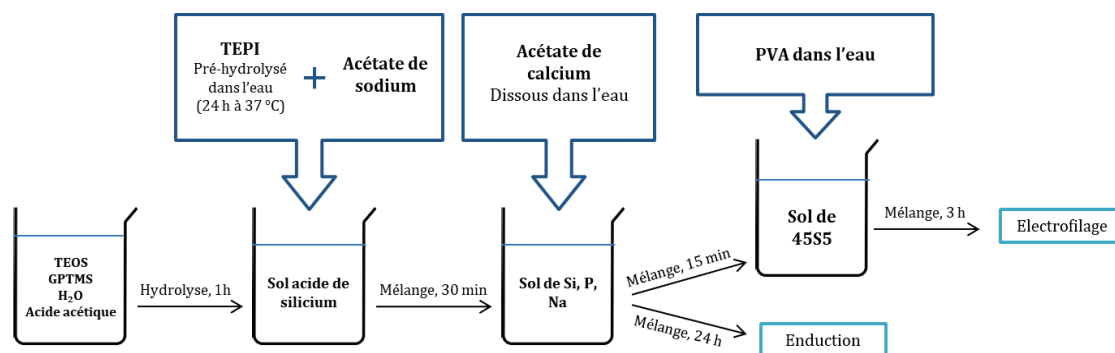 TEPI
Pré-hydrolysé
dans l'eau
(24 h à 37 °C)
+
Acétate de
sodium
Acétate de
calcium
Dissous dans l'eau
PVA dans l'eau
TEOS
GPTMS
H₂O
Acide acétique
Hydrolyse, 1h
Sol acide de
silicium
Mélange, 30 min
Sol de Si, P,
Na
Mélange, 15 min
Sol de
45S5
Mélange, 3 h
Electrofilage
Mélange, 24 h
Enduction